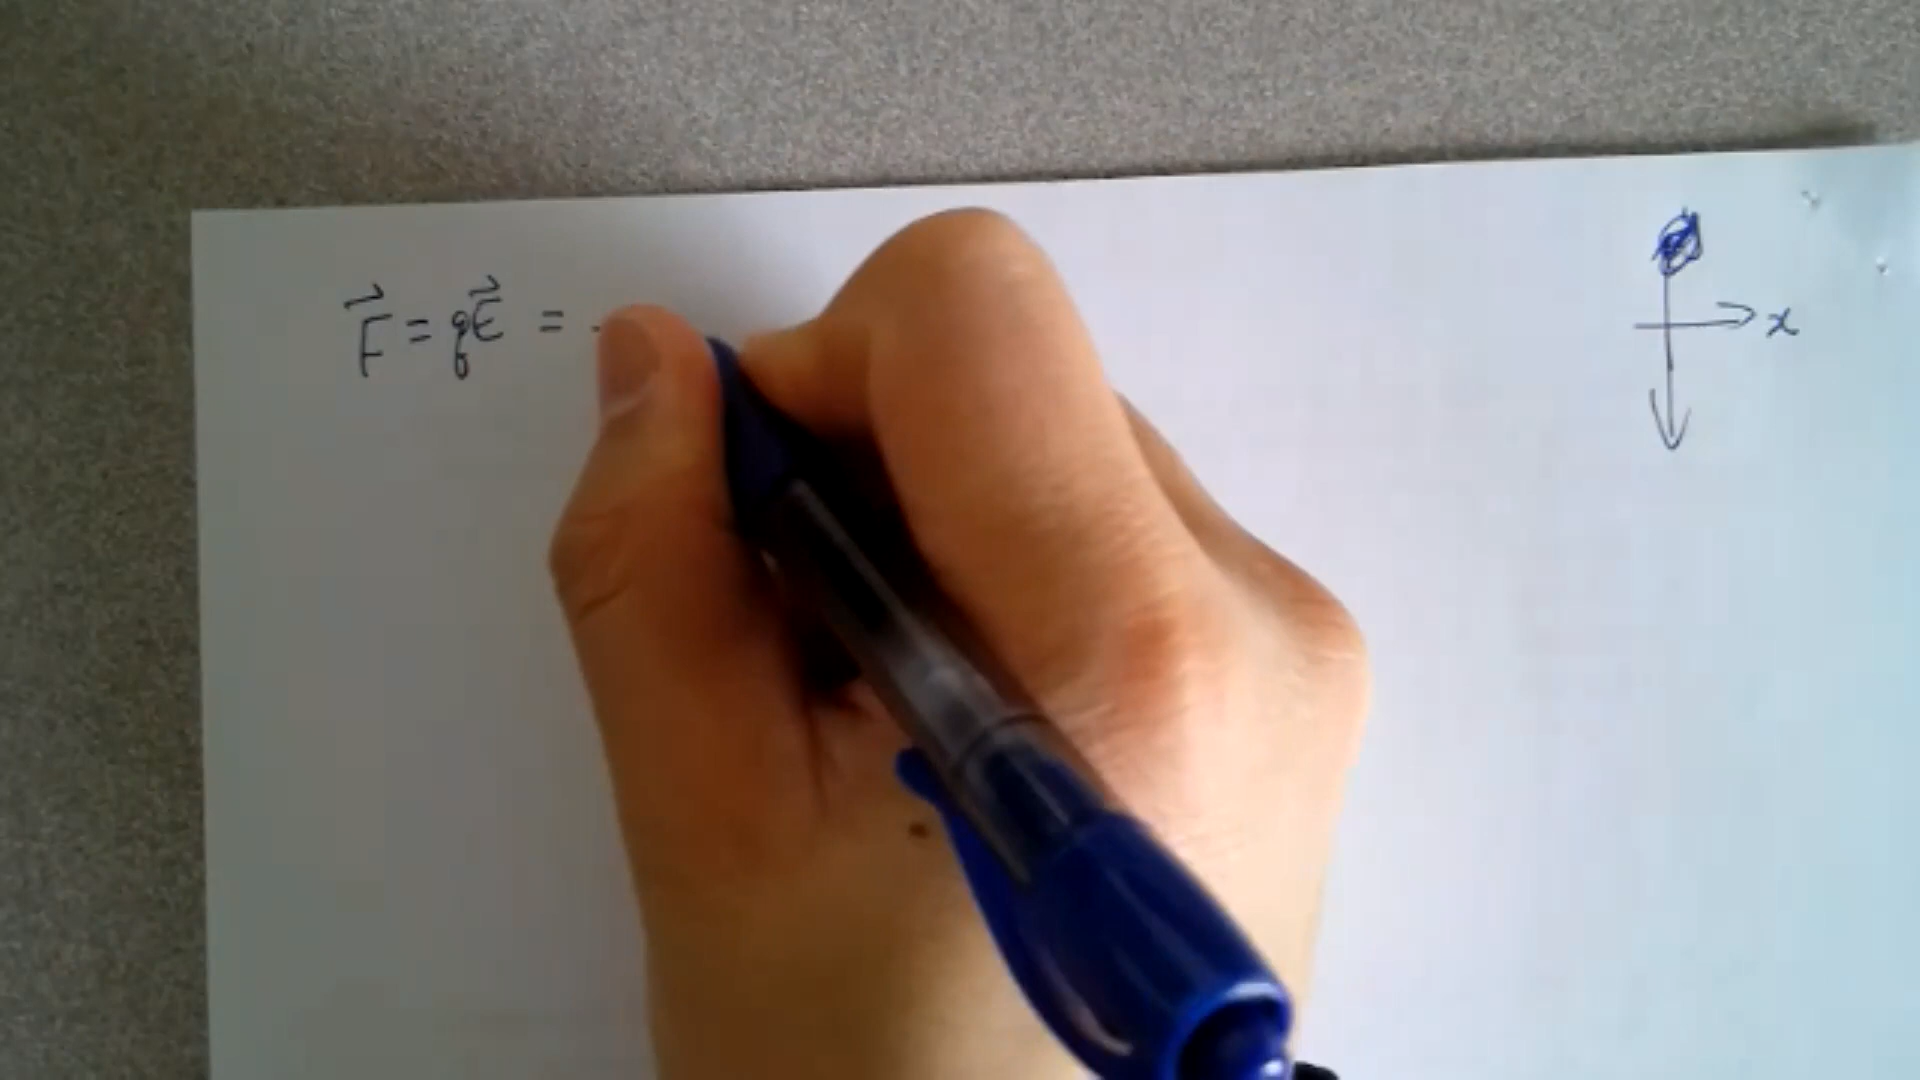 F⃗ = qE⃗ =
x